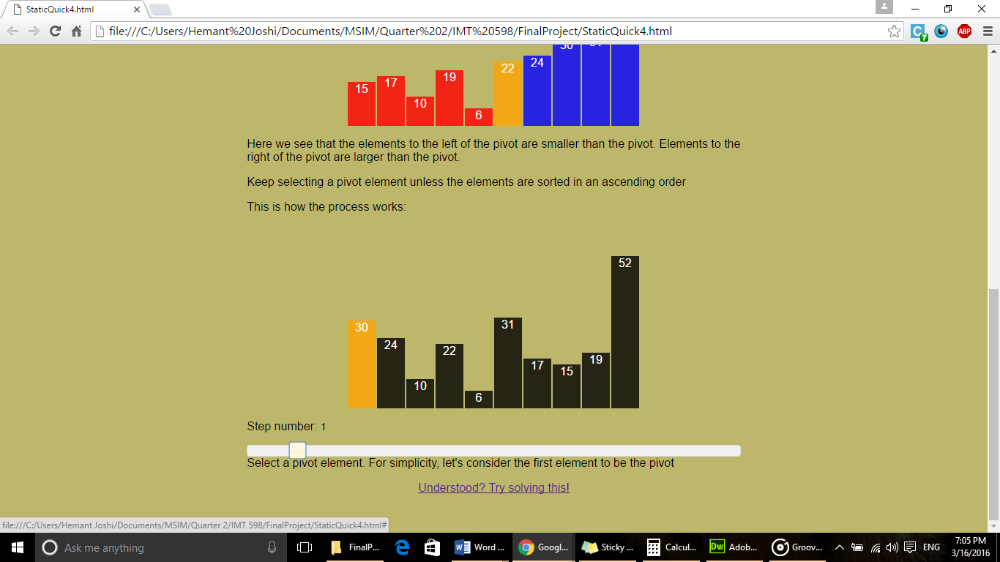 StaticQuick4.html
file:///C:/Users/Hemant%20Joshi/Documents/MSIM/Quarter%202/IMT%20598/FinalProject/StaticQuick4.html
C 7 ABP
15 17 10 19 6 22 24 30
Here we see that the elements to the left of the pivot are smaller than the pivot. Elements to the
right of the pivot are larger than the pivot.
Keep selecting a pivot element unless the elements are sorted in an ascending order
This is how the process works:
30 24 10 22 6 31 17 15 19 52
Step number: 1
Select a pivot element. For simplicity, let's consider the first element to be the pivot
Understood? Try solving this!
file:///C:/Users/Hemant Joshi/Documents/MSIM/Quarter 2/IMT 598/FinalProject/StaticQuick4.html#
Ask me anything FinalP... Word ... Googl... Sticky ... Calcul... Dw Adob... Groov... ENG 7:05 PM
3/16/2016